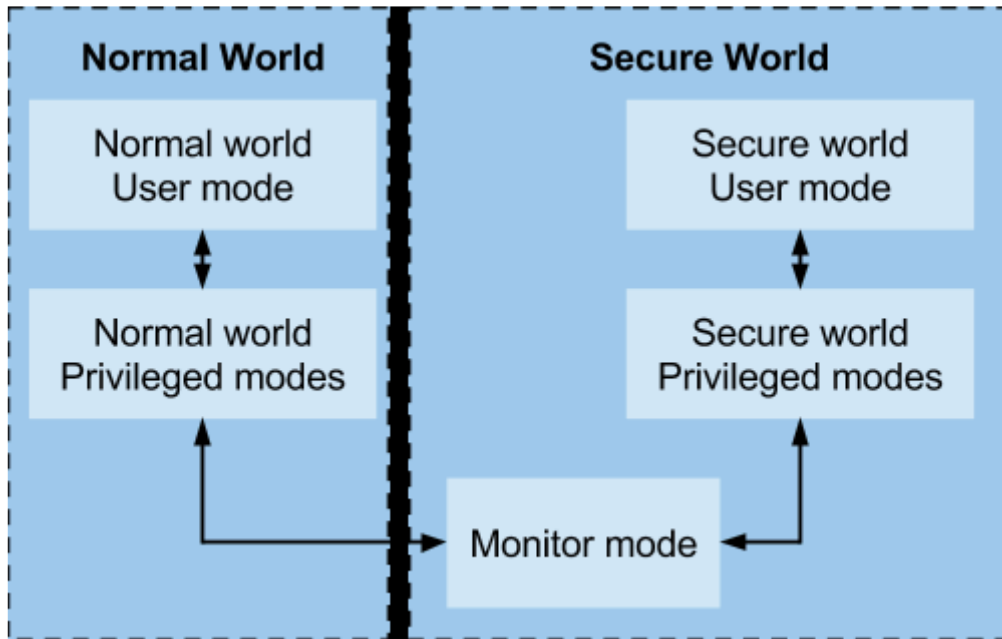 Normal World
Normal world
User mode
Normal world
Privileged modes
Secure World
Secure world
User mode
Secure world
Privileged modes
Monitor mode